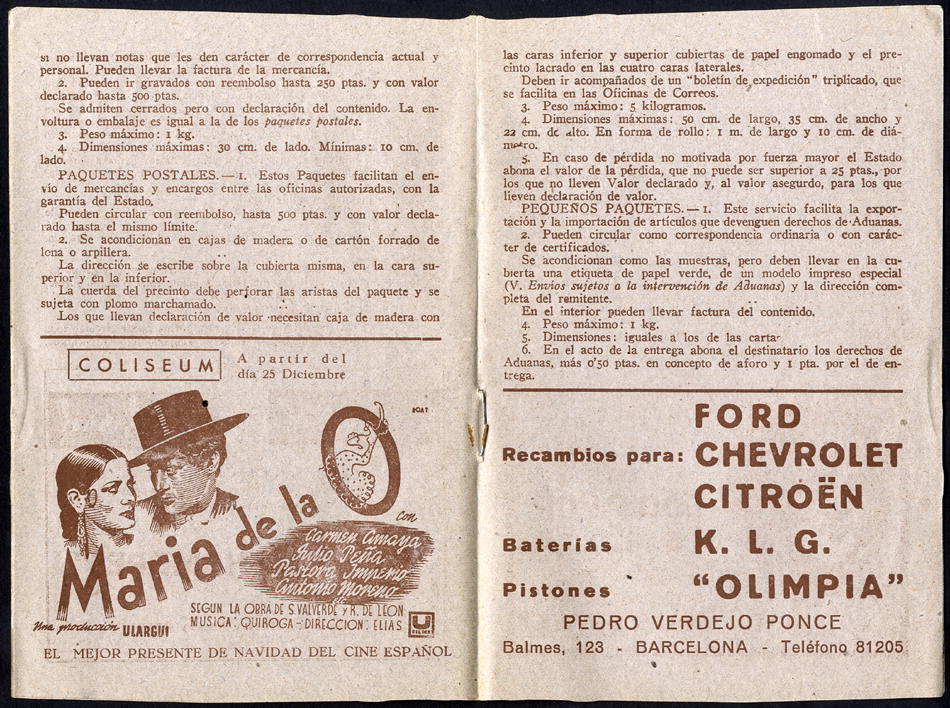 si no llevan notas que les den carácter de correspondencia actual y
personal. Pueden llevar la factura de la mercancía.
2. Pueden ir gravados con reembolso hasta 250 ptas. y con valor
declarado hasta 500 ptas.
Se admiten cerrados pero con declaración del contenido. La en-
voltura o embalaje es igual a la de los paquetes postales.
3. Peso máximo: 1 kg.
4. Dimensiones máximas: 30 cm. de lado. Mínimas: 10 cm. de
lado.
PAQUETES POSTALES.—1. Estos Paquetes facilitan el en-
vío de mercancías y encargos entre las oficinas autorizadas, con la
garantía del Estado.
Pueden circular con reembolso, hasta 500 ptas. y con valor decla-
rado hasta el mismo límite.
2. Se acondicionan en cajas de madera o de cartón forrado de
lona o arpillera.
La dirección se escribe sobre la cubierta misma, en la cara su-
perior y en la inferior.
La cuerda del precinto debe perforar las aristas del paquete y se
sujeta con plomo marchamado.
Los que llevan declaración de valor necesitan caja de madera con
COLISEUM
A partir del
día 25 Diciembre
Maria de la O
con
Carmen Amaya
Julio Peña
Pastora Imperio
Antonio Moreno
SEGUN LA OBRA DE S. VALVERDE y R. DE LEON
MUSICA: QUIROGA - DIRECCION: ELIAS
U
FILMS
Una producción ULARGUI
EL MEJOR PRESENTE DE NAVIDAD DEL CINE ESPAÑOL
las caras inferior y superior cubiertas de papel engomado y el pre-
cinto lacrado en las cuatro caras laterales.
Deben ir acompañados de un "boletín de expedición" triplicado, que
se facilita en las Oficinas de Correos.
3. Peso máximo: 5 kilogramos.
4. Dimensiones máximas: 50 cm. de largo, 35 cm. de ancho y
22 cm. de alto. En forma de rollo: 1 m. de largo y 10 cm. de diá-
metro.
5. En caso de pérdida no motivada por fuerza mayor el Estado
abona el valor de la pérdida, que no puede ser superior a 25 ptas., por
los que no lleven Valor declarado y, al valor asegurdo, para los que
lleven declaración de valor.
PEQUEÑOS PAQUETES.—1. Este servicio facilita la expor-
tación y la importación de artículos que devenguen derechos de Aduanas.
2. Pueden circular como correspondencia ordinaria o con carác-
ter de certificados.
Se acondicionan como las muestras, pero deben llevar en la cu-
bierta una etiqueta de papel verde, de un modelo impreso especial
(V. Envíos sujetos a la intervención de Aduanas) y la dirección com-
pleta del remitente.
En el interior pueden llevar factura del contenido.
4. Peso máximo: 1 kg.
5. Dimensiones: iguales a los de las carta
6. En el acto de la entrega abona el destinatario los derechos de
Aduanas, más 0'50 ptas. en concepto de aforo y 1 pta. por el de en-
trega.
FORD
Recambios para: CHEVROLET
CITROËN
Baterías K. L. G.
Pistones "OLIMPIA"
PEDRO VERDEJO PONCE
Balmes, 123 - BARCELONA - Teléfono 81205